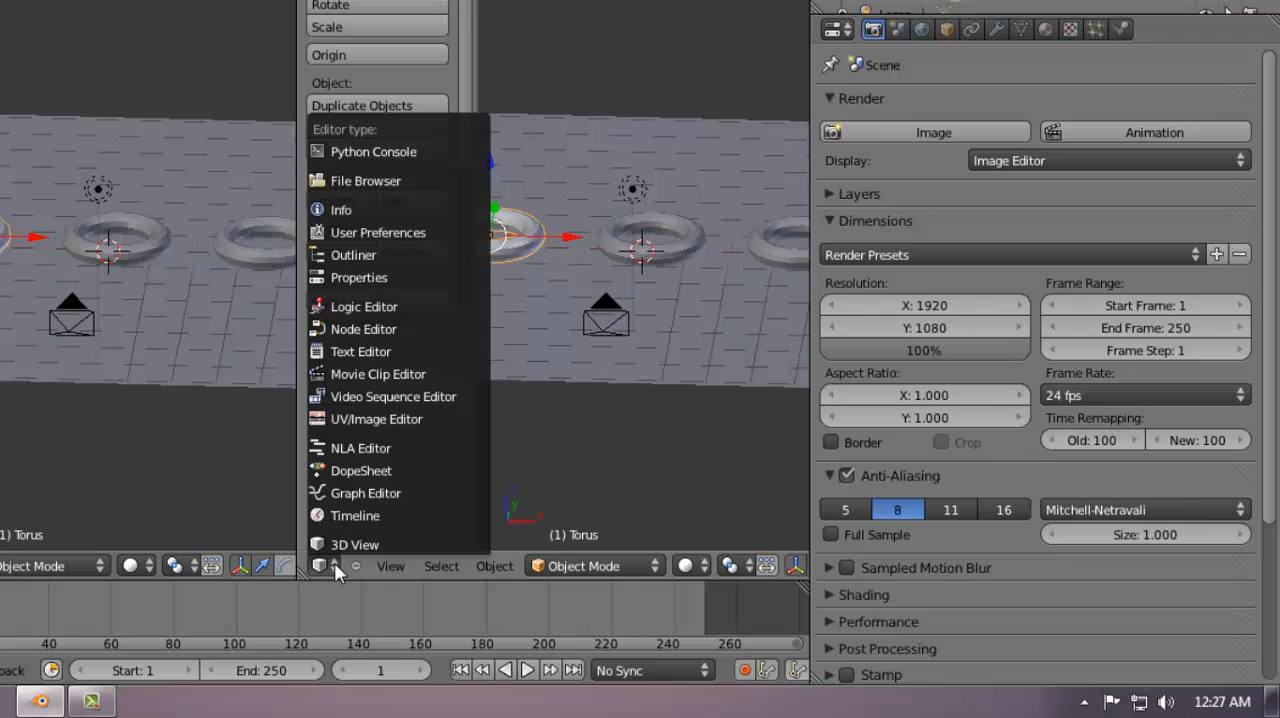 Rotate
Scale
Origin
Object:
Duplicate Objects
Editor type:
Python Console
File Browser
Info
User Preferences
Outliner
Properties
Logic Editor
Node Editor
Text Editor
Movie Clip Editor
Video Sequence Editor
UV/Image Editor
NLA Editor
DopeSheet
Graph Editor
Timeline
3D View
1) Torus
(1) Torus
bject Mode
View
Select
Object
Object Mode
40
60
80
100
120
140
160
180
200
220
240
260
back
Start: 1
End: 250
1
No Sync
Scene
Render
Image
Animation
Display:
Image Editor
Layers
Dimensions
Render Presets
Resolution:
Frame Range:
X: 1920
Start Frame: 1
Y: 1080
End Frame: 250
100%
Frame Step: 1
Aspect Ratio:
Frame Rate:
X: 1.000
24 fps
Y: 1.000
Time Remapping:
Border
Crop
Old: 100
New: 100
Anti-Aliasing
5
8
11
16
Mitchell-Netravali
Full Sample
Size: 1.000
Sampled Motion Blur
Shading
Performance
Post Processing
Stamp
12:27 AM